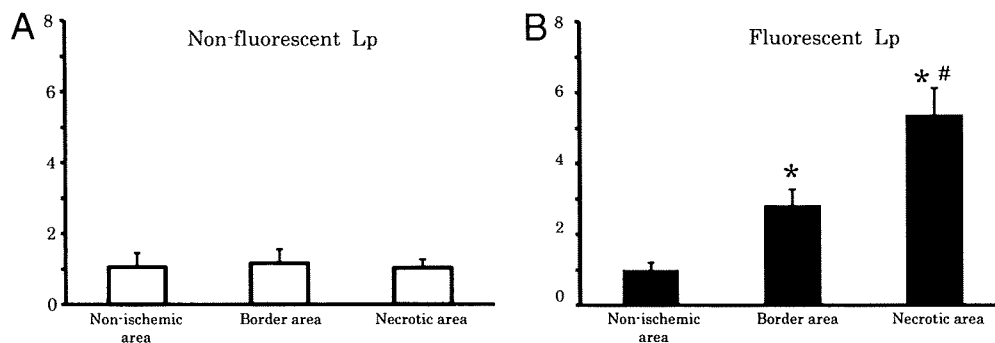 A
Non-fluorescent Lp
8
6
4
2
0
Non-ischemic
area
Border area
Necrotic area
B
Fluorescent Lp
8
6
4
2
0
*
* #
Non-ischemic
area
Border area
Necrotic area